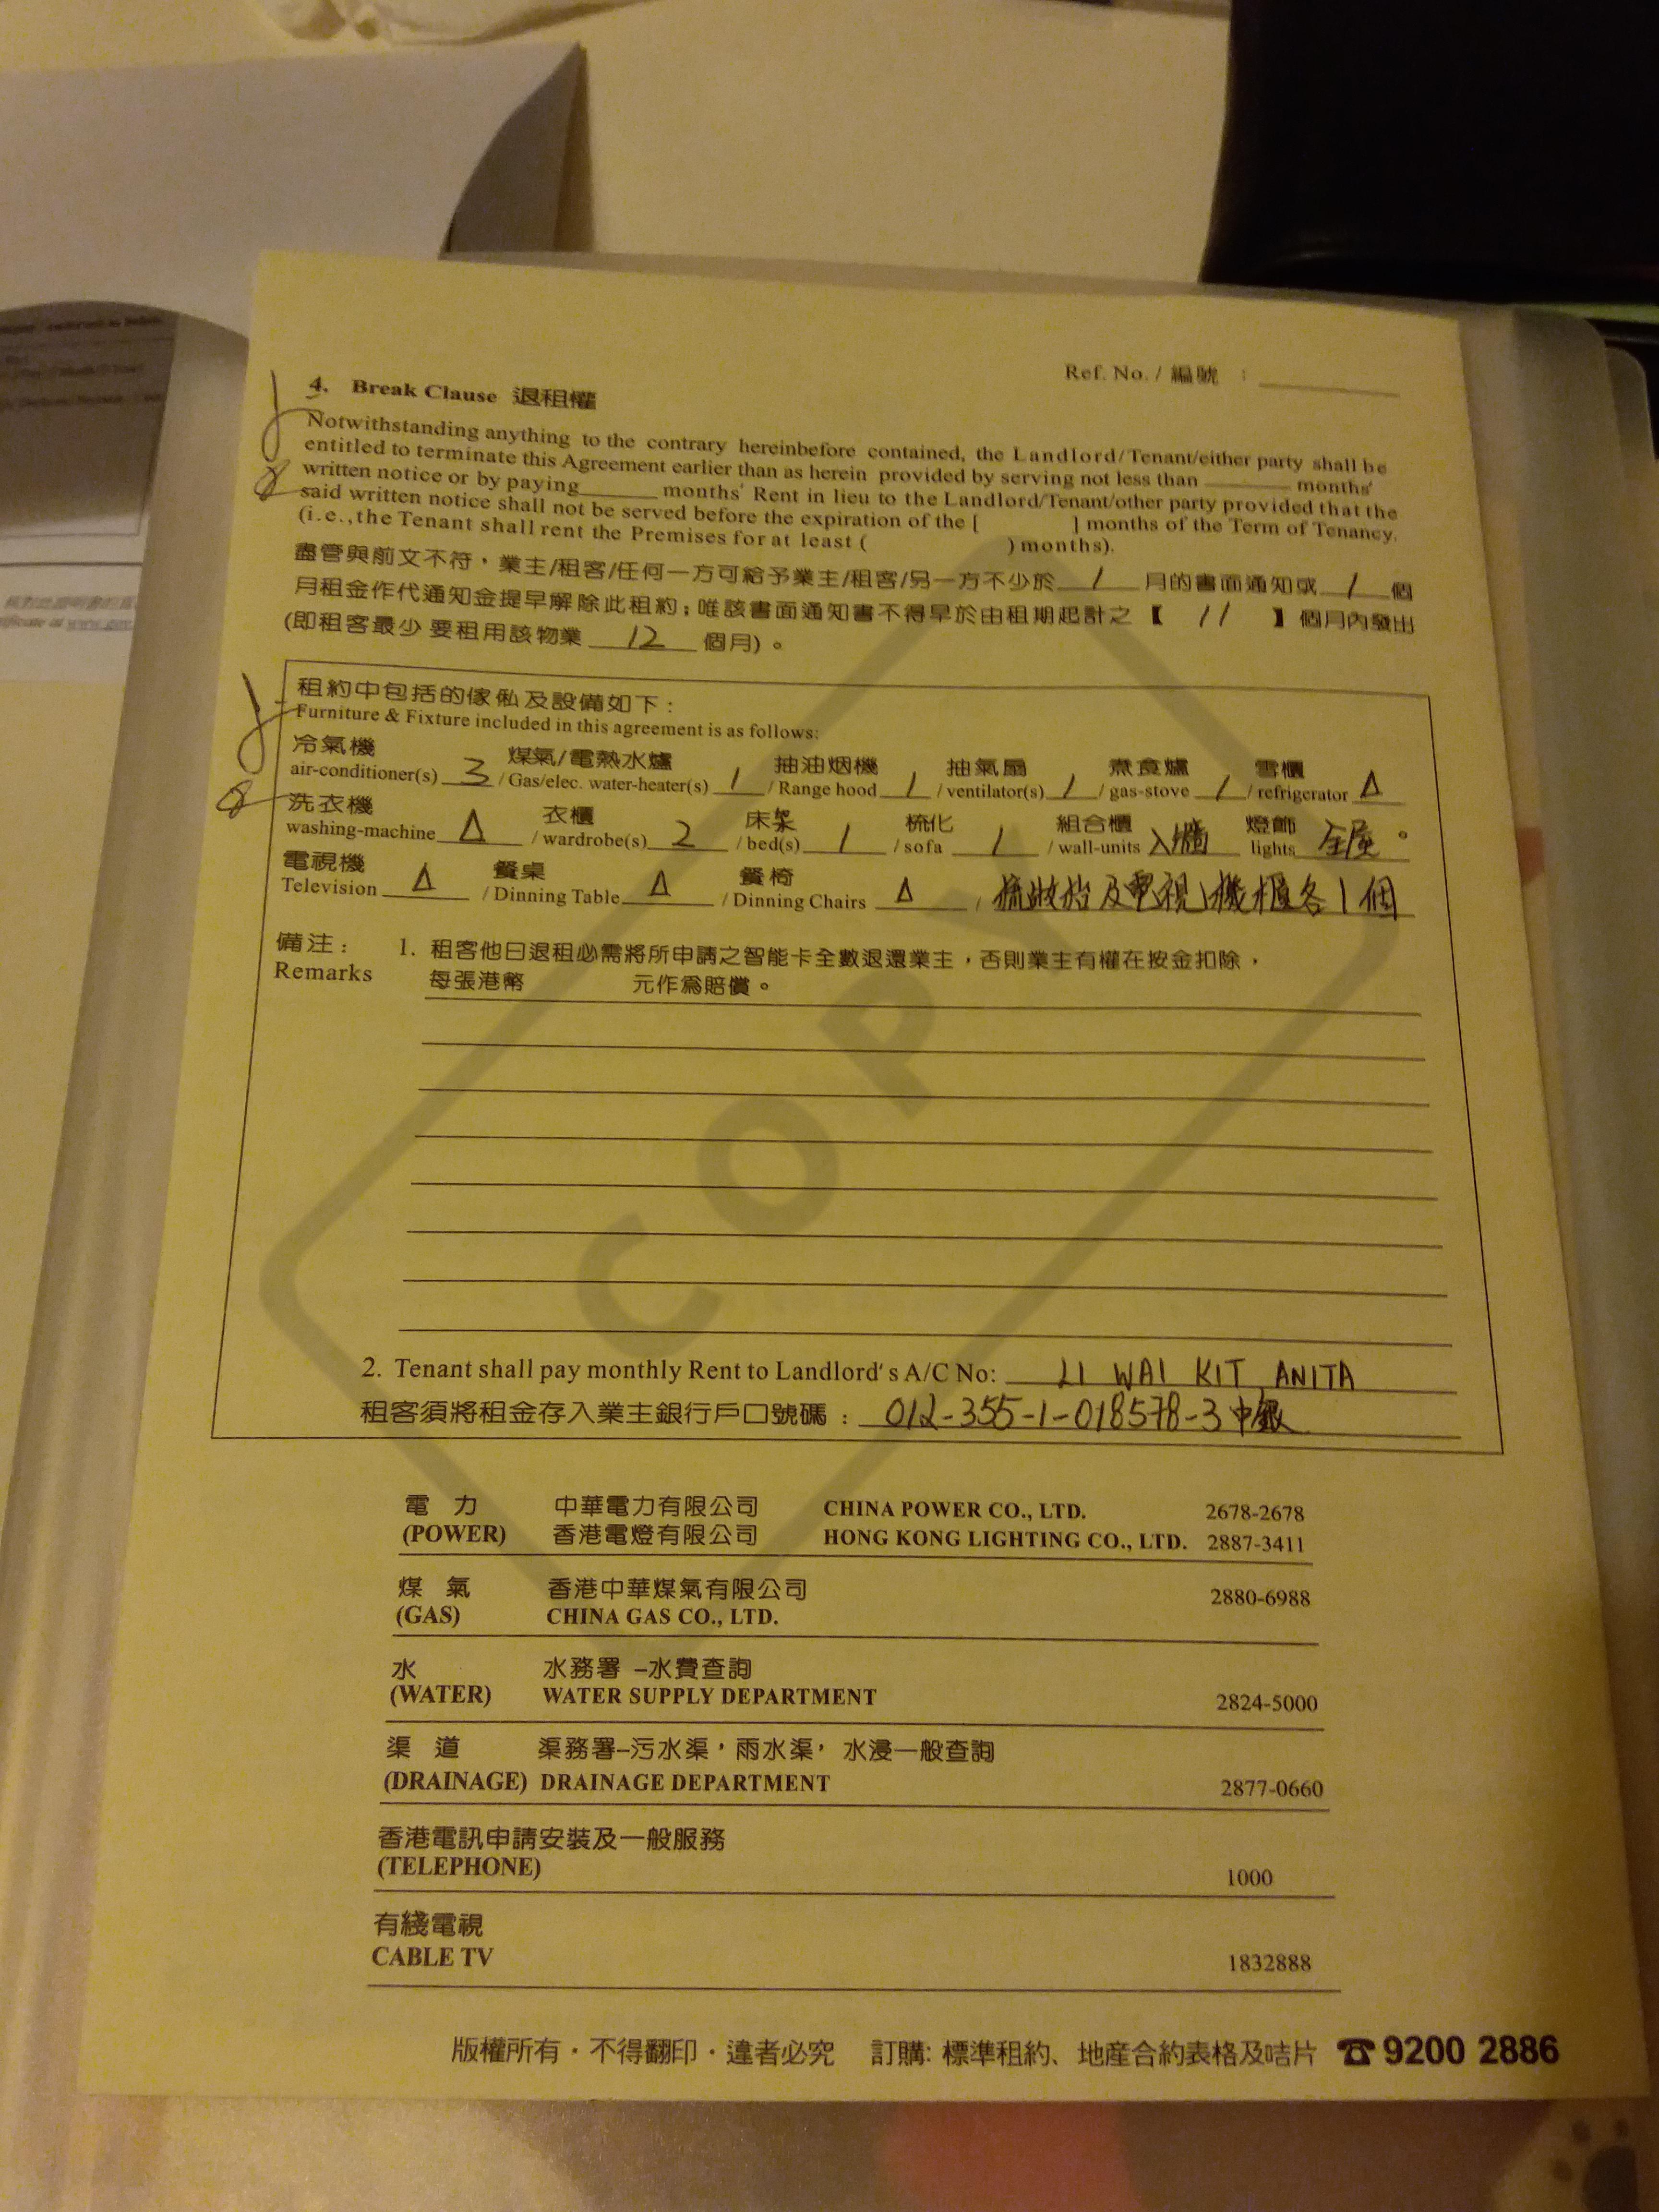 Ref. No. / 編號 :
4. Break Clause 退租權
Notwithstanding anything to the contrary hereinbefore contained, the Landlord/Tenant/either party shall be
entitled to terminate this Agreement earlier than as herein provided by serving not less than ______ months'
written notice or by paying ______ months' Rent in lieu to the Landlord/Tenant/other party provided that the
said written notice shall not be served before the expiration of the [ ] months of the Term of Tenancy,
(i.e., the Tenant shall rent the Premises for at least ( ) months).
盡管與前文不符，業主/租客/任何一方可給予業主/租客/另一方不少於 1 月的書面通知或 1 個
月租金作代通知金提早解除此租約；唯該書面通知書不得早於由租期起計之【 11 】個月內發出
(即租客最少要租用該物業 12 個月)。
租約中包括的傢俬及設備如下：
Furniture & Fixture included in this agreement is as follows:
冷氣機 煤氣/電熱水爐 抽油烟機 抽氣扇 煮食爐 雪櫃
air-conditioner(s) 3 / Gas/elec. water-heater(s) 1 / Range hood 1 / ventilator(s) 1 / gas-stove 1 / refrigerator Δ
洗衣機 衣櫃 床架 梳化 組合櫃 燈飾
washing-machine Δ / wardrobe(s) 2 / bed(s) 1 / sofa 1 / wall-units 入牆 lights 全屋。
電視機 餐桌 餐椅
Television Δ / Dinning Table Δ / Dinning Chairs Δ , 梳妝枱及電視機櫃各1個
備注： 1. 租客他日退租必需將所申請之智能卡全數退還業主，否則業主有權在按金扣除，
Remarks 每張港幣 元作為賠償。
2. Tenant shall pay monthly Rent to Landlord's A/C No: LI WAI KIT ANITA
租客須將租金存入業主銀行戶口號碼： 012-355-1-018578-3 中銀
電 力 中華電力有限公司 CHINA POWER CO., LTD. 2678-2678
(POWER) 香港電燈有限公司 HONG KONG LIGHTING CO., LTD. 2887-3411
煤 氣 香港中華煤氣有限公司 2880-6988
(GAS) CHINA GAS CO., LTD.
水 水務署 –水費查詢
(WATER) WATER SUPPLY DEPARTMENT 2824-5000
渠 道 渠務署–污水渠，雨水渠， 水浸一般查詢
(DRAINAGE) DRAINAGE DEPARTMENT 2877-0660
香港電訊申請安裝及一般服務
(TELEPHONE) 1000
有綫電視
CABLE TV 1832888
版權所有・不得翻印・違者必究 訂購: 標準租約、地産合約表格及咭片 ☎ 9200 2886
COPY